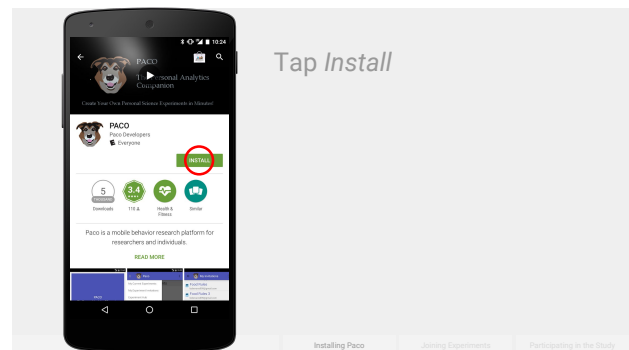 Tap Install
10:24
PACO
The Personal Analytics
Companion
Create Your Own Personal Science Experiments in Minutes!
PACO
Paco Developers
Everyone
INSTALL
5
THOUSAND
Downloads
3.4
110
Health &
Fitness
Similar
Paco is a mobile behavior research platform for
researchers and individuals.
READ MORE
Installing Paco
Joining Experiments
Participating in the Study